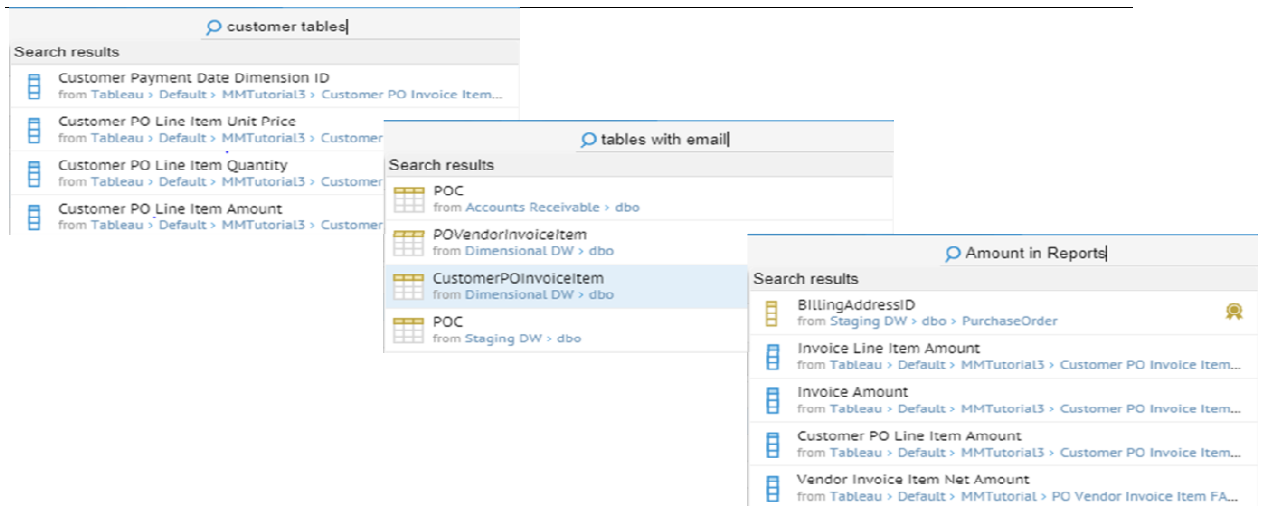 customer tables
Search results
Customer Payment Date Dimension ID
from Tableau > Default > MMTutorial3 > Customer PO Invoice Item...
Customer PO Line Item Unit Price
from Tableau > Default > MMTutorial3 > Customer
Customer PO Line Item Quantity
from Tableau > Default > MMTutorial3 > Customer
Customer PO Line Item Amount
from Tableau > Default > MMTutorial3 > Customer
tables with email
Search results
POC
from Accounts Receivable > dbo
POVendorInvoiceItem
from Dimensional DW > dbo
CustomerPOInvoiceItem
from Dimensional DW > dbo
POC
from Staging DW > dbo
Amount in Reports
Search results
BIllingAddressID
from Staging DW > dbo > PurchaseOrder
Invoice Line Item Amount
from Tableau > Default > MMTutorial3 > Customer PO Invoice Item...
Invoice Amount
from Tableau > Default > MMTutorial3 > Customer PO Invoice Item...
Customer PO Line Item Amount
from Tableau > Default > MMTutorial3 > Customer PO Invoice Item...
Vendor Invoice Item Net Amount
from Tableau > Default > MMTutorial > PO Vendor Invoice Item FA...